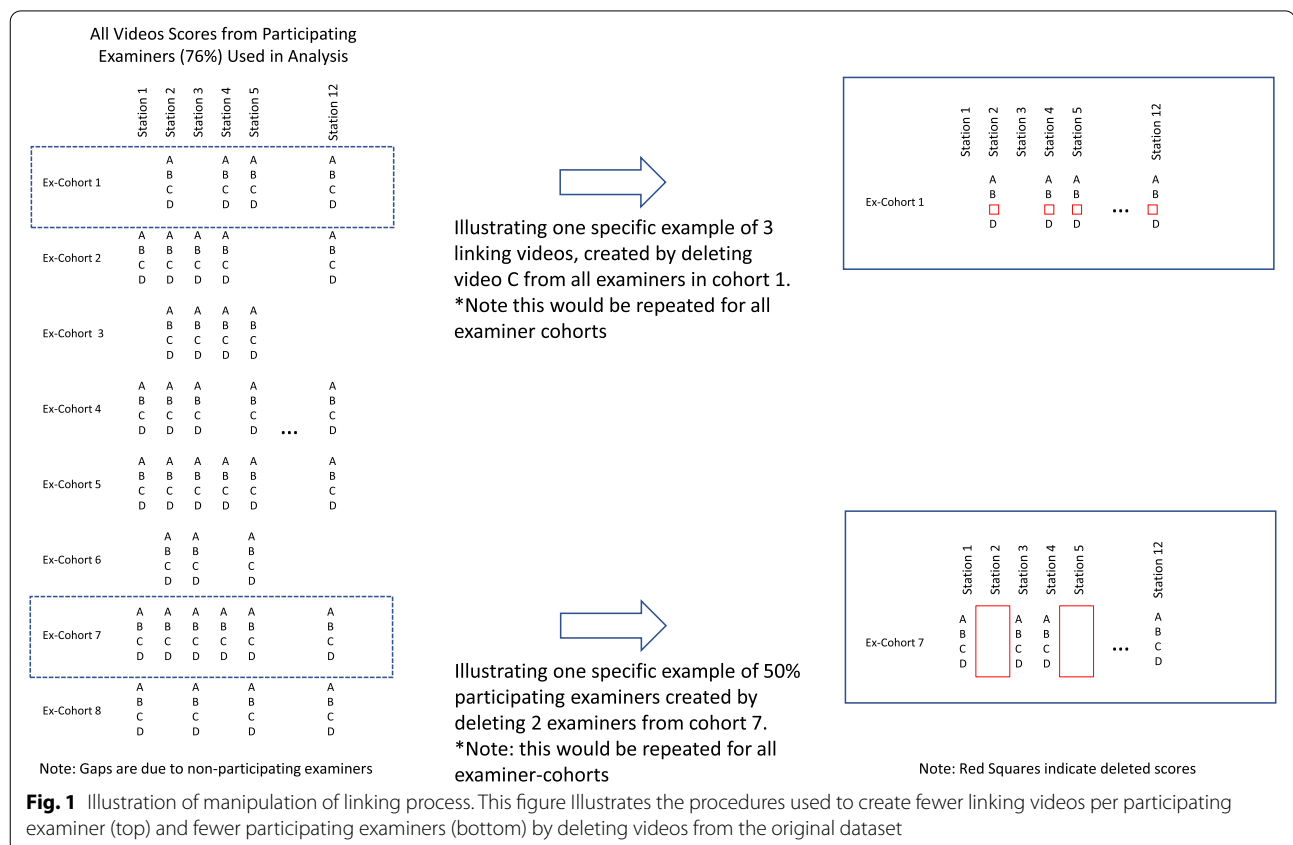 All Videos Scores from Participating
Examiners (76%) Used in Analysis
Station 1
Station 2
Station 3
Station 4
Station 5
Station 12
Ex-Cohort 1
A A A A
B B B B
C C C C
D D D D
Ex-Cohort 2
A A A A A
B B B B B
C C C C C
D D D D D
Ex-Cohort 3
A A A A
B B B B
C C C C
D D D D
Ex-Cohort 4
A A A A A
B B B B B
C C C C C
D D D D D
...
Ex-Cohort 5
A A A A A A
B B B B B B
C C C C C C
D D D D D D
Ex-Cohort 6
A A A
B B B
C C C
D D D
Ex-Cohort 7
A A A A A A
B B B B B B
C C C C C C
D D D D D D
Ex-Cohort 8
A A A A
B B B B
C C C C
D D D D
Note: Gaps are due to non-participating examiners
Illustrating one specific example of 3
linking videos, created by deleting
video C from all examiners in cohort 1.
*Note this would be repeated for all
examiner cohorts
Station 1
Station 2
Station 3
Station 4
Station 5
Station 12
Ex-Cohort 1
A A A A
B B B B
...
D D D D
Illustrating one specific example of 50%
participating examiners created by
deleting 2 examiners from cohort 7.
*Note: this would be repeated for all
examiner-cohorts
Station 1
Station 2
Station 3
Station 4
Station 5
Station 12
Ex-Cohort 7
A A A A
B B B B
C C C ... C
D D D D
Note: Red Squares indicate deleted scores
Fig. 1 Illustration of manipulation of linking process. This figure Illustrates the procedures used to create fewer linking videos per participating
examiner (top) and fewer participating examiners (bottom) by deleting videos from the original dataset